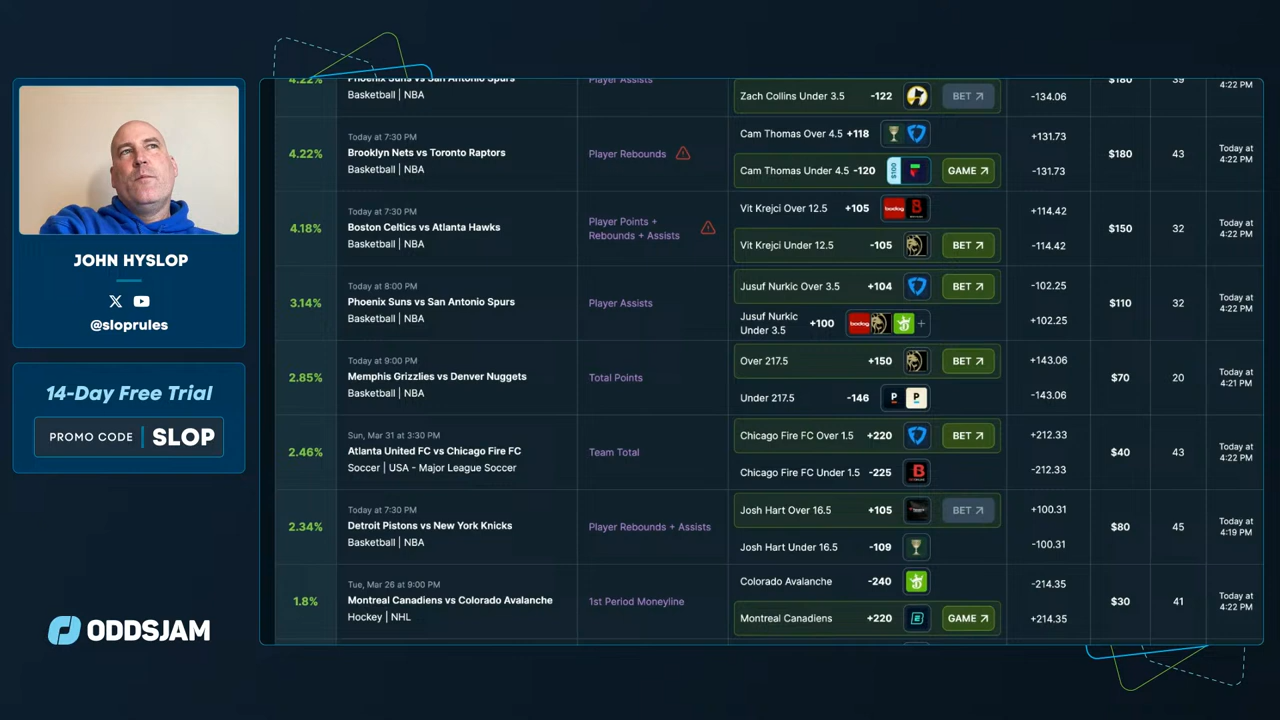 JOHN HYSLOP
@sloprules
14-Day Free Trial
PROMO CODE | SLOP
ODDSJAM
4.22%
Phoenix Suns vs San Antonio Spurs
Basketball | NBA
Player Assists
Zach Collins Under 3.5 -122 BET
-134.06
$180
39
4:22 PM
4.22%
Today at 7:30 PM
Brooklyn Nets vs Toronto Raptors
Basketball | NBA
Player Rebounds
Cam Thomas Over 4.5 +118
Cam Thomas Under 4.5 -120 $100 GAME
+131.73
-131.73
$180
43
Today at
4:22 PM
4.18%
Today at 7:30 PM
Boston Celtics vs Atlanta Hawks
Basketball | NBA
Player Points +
Rebounds + Assists
Vit Krejci Over 12.5 +105 bodog B
Vit Krejci Under 12.5 -105 BET
+114.42
-114.42
$150
32
Today at
4:22 PM
3.14%
Today at 8:00 PM
Phoenix Suns vs San Antonio Spurs
Basketball | NBA
Player Assists
Jusuf Nurkic Over 3.5 +104 BET
Jusuf Nurkic
Under 3.5 +100 bodog +
-102.25
+102.25
$110
32
Today at
4:22 PM
2.85%
Today at 9:00 PM
Memphis Grizzlies vs Denver Nuggets
Basketball | NBA
Total Points
Over 217.5 +150 BET
Under 217.5 -146 P P
+143.06
-143.06
$70
20
Today at
4:21 PM
2.46%
Sun, Mar 31 at 3:30 PM
Atlanta United FC vs Chicago Fire FC
Soccer | USA - Major League Soccer
Team Total
Chicago Fire FC Over 1.5 +220 BET
Chicago Fire FC Under 1.5 -225 B
+212.33
-212.33
$40
43
Today at
4:22 PM
2.34%
Today at 7:30 PM
Detroit Pistons vs New York Knicks
Basketball | NBA
Player Rebounds + Assists
Josh Hart Over 16.5 +105 BET
Josh Hart Under 16.5 -109
+100.31
-100.31
$80
45
Today at
4:19 PM
1.8%
Tue, Mar 26 at 9:00 PM
Montreal Canadiens vs Colorado Avalanche
Hockey | NHL
1st Period Moneyline
Colorado Avalanche -240
Montreal Canadiens +220 E GAME
-214.35
+214.35
$30
41
Today at
4:22 PM